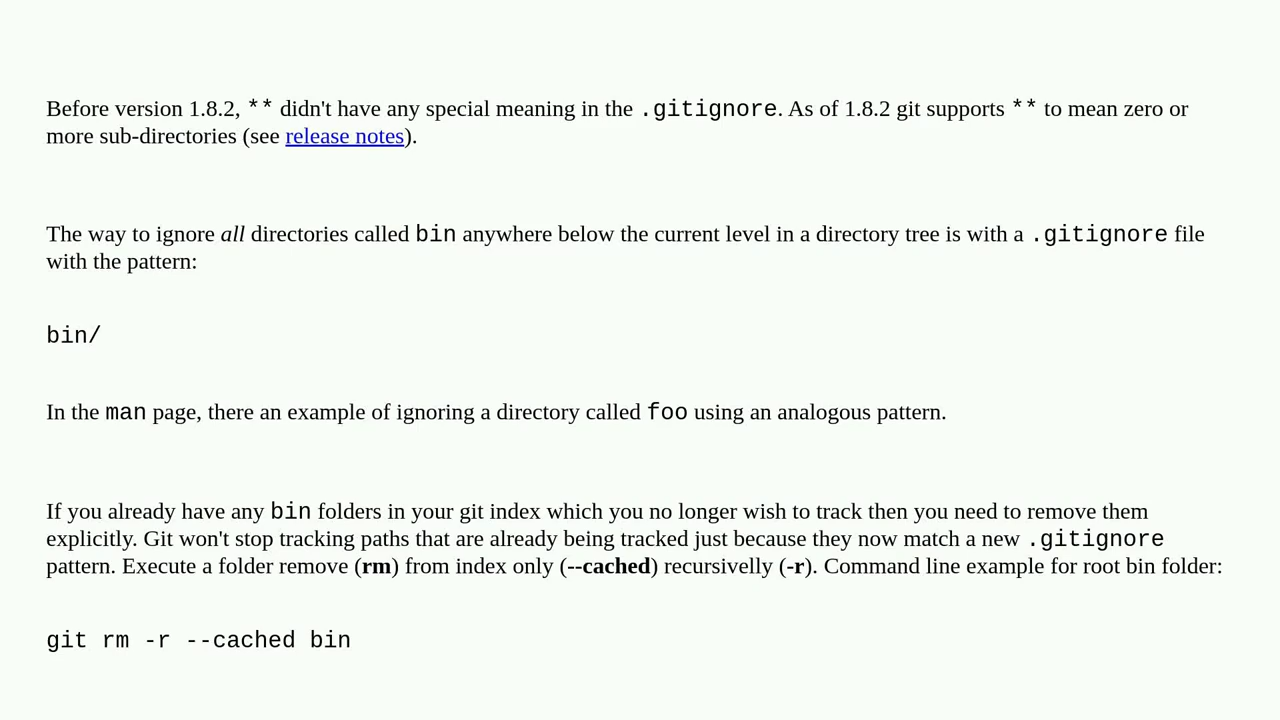 Before version 1.8.2, ** didn't have any special meaning in the .gitignore. As of 1.8.2 git supports ** to mean zero or
more sub-directories (see release notes).
The way to ignore all directories called bin anywhere below the current level in a directory tree is with a .gitignore file
with the pattern:
bin/
In the man page, there an example of ignoring a directory called foo using an analogous pattern.
If you already have any bin folders in your git index which you no longer wish to track then you need to remove them
explicitly. Git won't stop tracking paths that are already being tracked just because they now match a new .gitignore
pattern. Execute a folder remove (rm) from index only (--cached) recursivelly (-r). Command line example for root bin folder:
git rm -r --cached bin